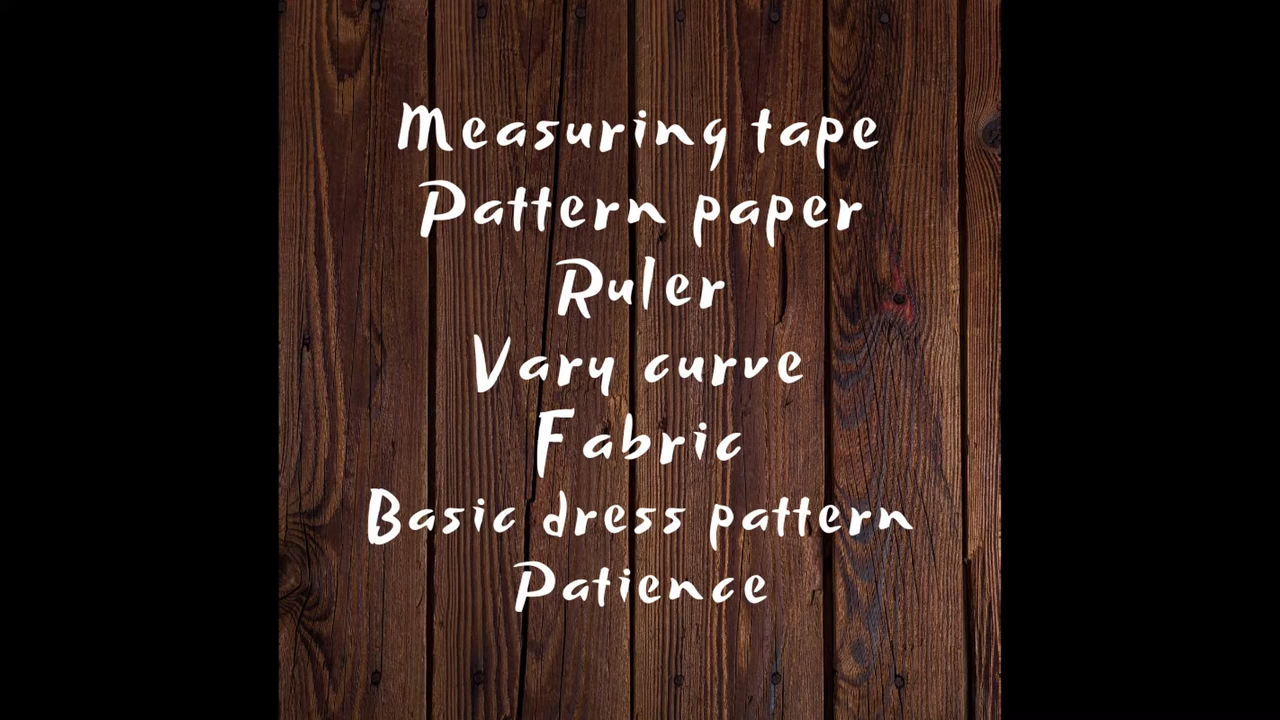 Measuring tape
Pattern paper
Ruler
Vary curve
Fabric
Basic dress pattern
Patience